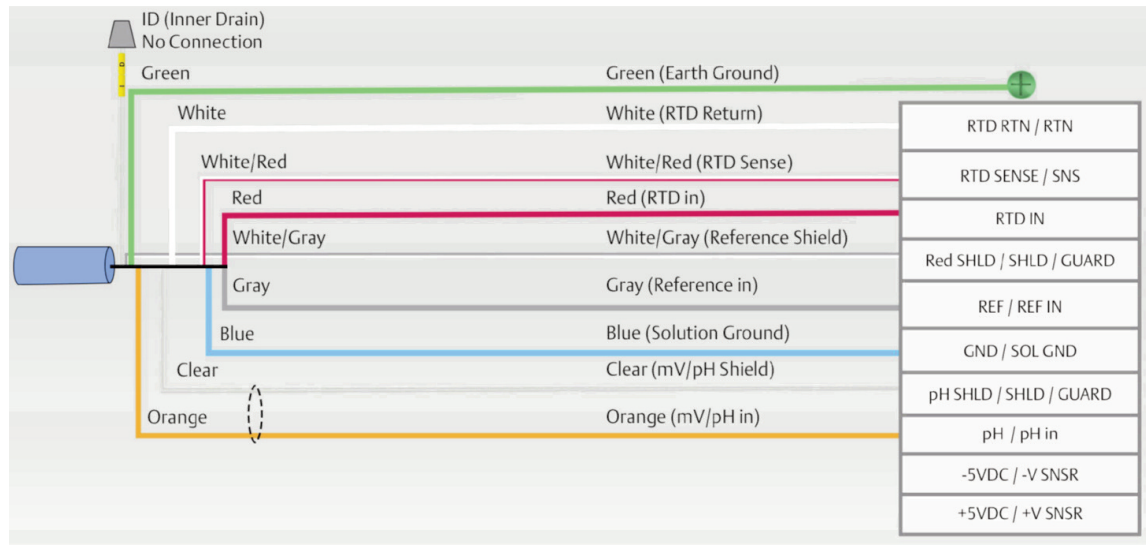 ID (Inner Drain)
No Connection
I D
Green
Green (Earth Ground)
White
White (RTD Return)
RTD RTN / RTN
White/Red
White/Red (RTD Sense)
RTD SENSE / SNS
Red
Red (RTD in)
RTD IN
White/Gray
White/Gray (Reference Shield)
Red SHLD / SHLD / GUARD
Gray
Gray (Reference in)
REF / REF IN
Blue
Blue (Solution Ground)
GND / SOL GND
Clear
Clear (mV/pH Shield)
pH SHLD / SHLD / GUARD
Orange
Orange (mV/pH in)
pH / pH in
-5VDC / -V SNSR
+5VDC / +V SNSR